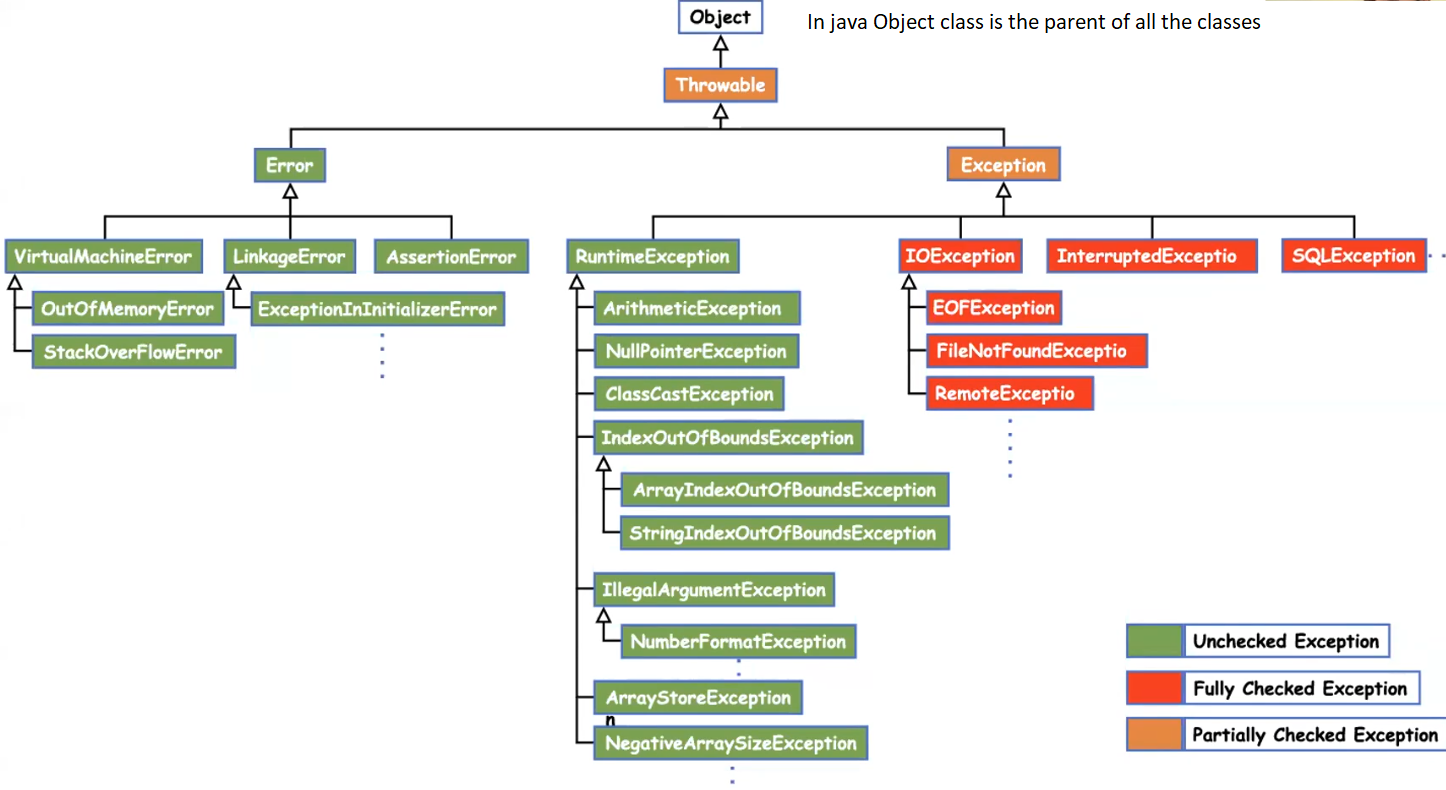 Object
In java Object class is the parent of all the classes
Throwable
Error
Exception
VirtualMachineError
LinkageError
AssertionError
RuntimeException
IOException
InterruptedExceptio
SQLException
OutOfMemoryError
ExceptionInInitializerError
ArithmeticException
EOFException
StackOverFlowError
NullPointerException
FileNotFoundExceptio
ClassCastException
RemoteExceptio
IndexOutOfBoundsException
ArrayIndexOutOfBoundsException
StringIndexOutOfBoundsException
IllegalArgumentException
NumberFormatException
Unchecked Exception
Fully Checked Exception
ArrayStoreException
n
Partially Checked Exception
NegativeArraySizeException